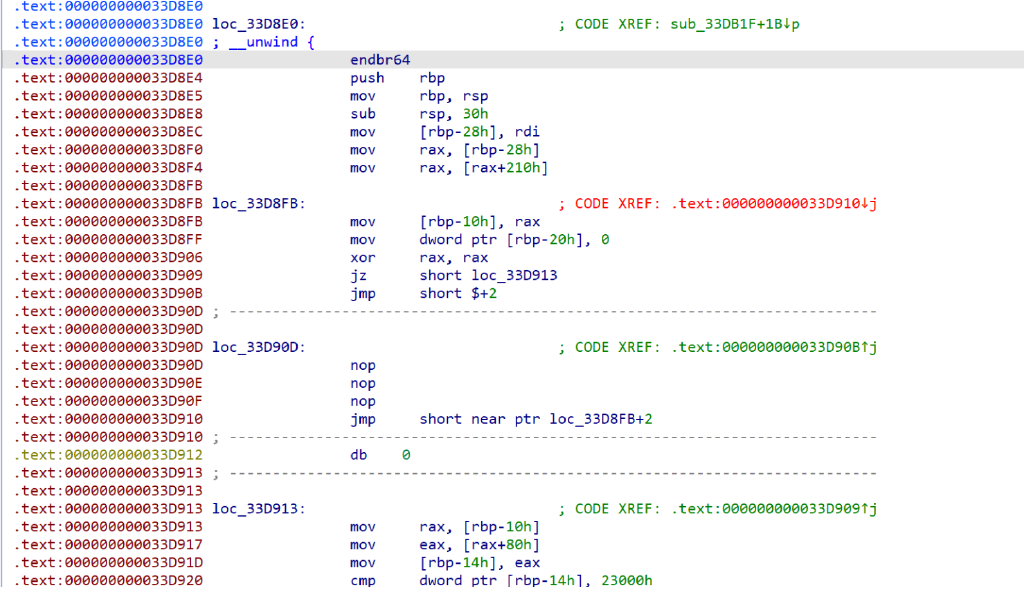 .text:000000000033D8E0
.text:000000000033D8E0 loc_33D8E0: ; CODE XREF: sub_33DB1F+1B↓p
.text:000000000033D8E0 ; __unwind {
.text:000000000033D8E0 endbr64
.text:000000000033D8E4 push rbp
.text:000000000033D8E5 mov rbp, rsp
.text:000000000033D8E8 sub rsp, 30h
.text:000000000033D8EC mov [rbp-28h], rdi
.text:000000000033D8F0 mov rax, [rbp-28h]
.text:000000000033D8F4 mov rax, [rax+210h]
.text:000000000033D8FB
.text:000000000033D8FB loc_33D8FB: ; CODE XREF: .text:000000000033D910↓j
.text:000000000033D8FB mov [rbp-10h], rax
.text:000000000033D8FF mov dword ptr [rbp-20h], 0
.text:000000000033D906 xor rax, rax
.text:000000000033D909 jz short loc_33D913
.text:000000000033D90B jmp short $+2
.text:000000000033D90D ; ---------------------------------------------------------------------------
.text:000000000033D90D
.text:000000000033D90D loc_33D90D: ; CODE XREF: .text:000000000033D90B↑j
.text:000000000033D90D nop
.text:000000000033D90E nop
.text:000000000033D90F nop
.text:000000000033D910 jmp short near ptr loc_33D8FB+2
.text:000000000033D910 ; ---------------------------------------------------------------------------
.text:000000000033D912 db 0
.text:000000000033D913 ; ---------------------------------------------------------------------------
.text:000000000033D913
.text:000000000033D913 loc_33D913: ; CODE XREF: .text:000000000033D909↑j
.text:000000000033D913 mov rax, [rbp-10h]
.text:000000000033D917 mov eax, [rax+80h]
.text:000000000033D91D mov [rbp-14h], eax
.text:000000000033D920 cmp dword ptr [rbp-14h], 23000h